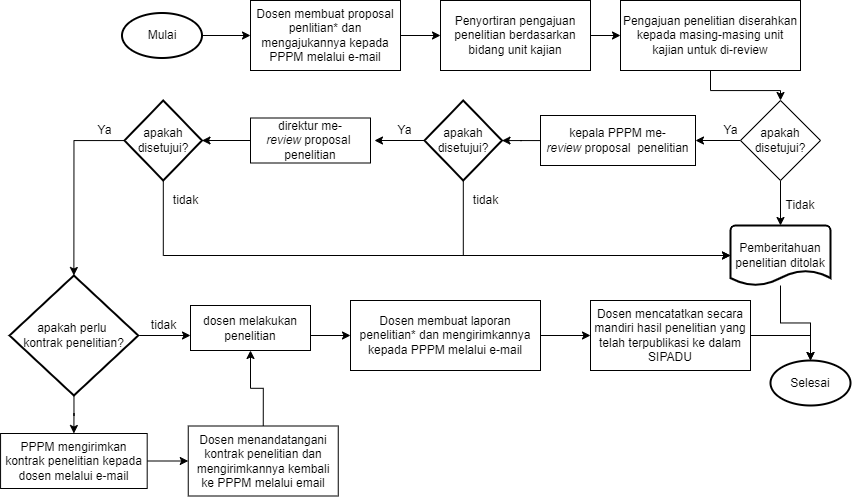 Mulai
Dosen membuat proposal
penlitian* dan
mengajukannya kepada
PPPM melalui e-mail
Penyortiran pengajuan
penelitian berdasarkan
bidang unit kajian
Pengajuan penelitian diserahkan
kepada masing-masing unit
kajian untuk di-review
apakah
disetujui?
Ya
Tidak
kepala PPPM me-
review proposal  penelitian
apakah
disetujui?
Ya
tidak
direktur me-
review proposal
penelitian
apakah
disetujui?
Ya
tidak
Pemberitahuan
penelitian ditolak
apakah perlu
kontrak penelitian?
tidak
dosen melakukan
penelitian
Dosen membuat laporan
penelitian* dan mengirimkannya
kepada PPPM melalui e-mail
Dosen mencatatkan secara
mandiri hasil penelitian yang
telah terpublikasi ke dalam
SIPADU
Selesai
PPPM mengirimkan
kontrak penelitian kepada
dosen melalui e-mail
Dosen menandatangani
kontrak penelitian dan
mengirimkannya kembali
ke PPPM melalui email